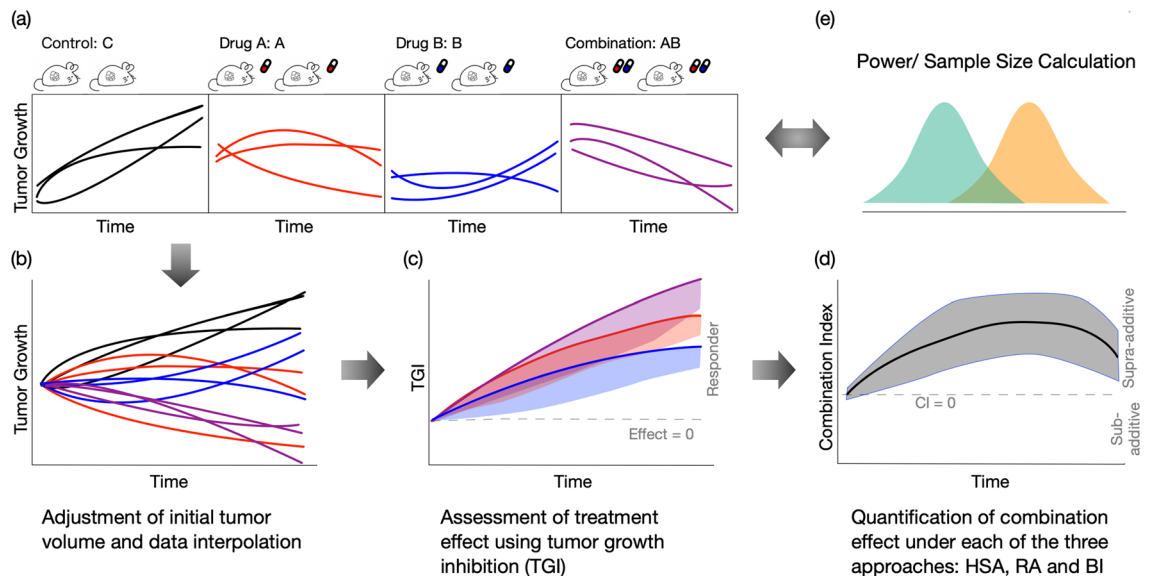 (a)
Control: C
Drug A: A
Drug B: B
Combination: AB
Tumor Growth
Time
Time
Time
Time
(e)
Power/ Sample Size Calculation
(b)
Tumor Growth
Time
Adjustment of initial tumor
volume and data interpolation
(c)
TGI
Responder
Effect = 0
Time
Assessment of treatment
effect using tumor growth
inhibition (TGI)
(d)
Combination Index
Supra-additive
CI = 0
Sub-
additive
Time
Quantification of combination
effect under each of the three
approaches: HSA, RA and BI